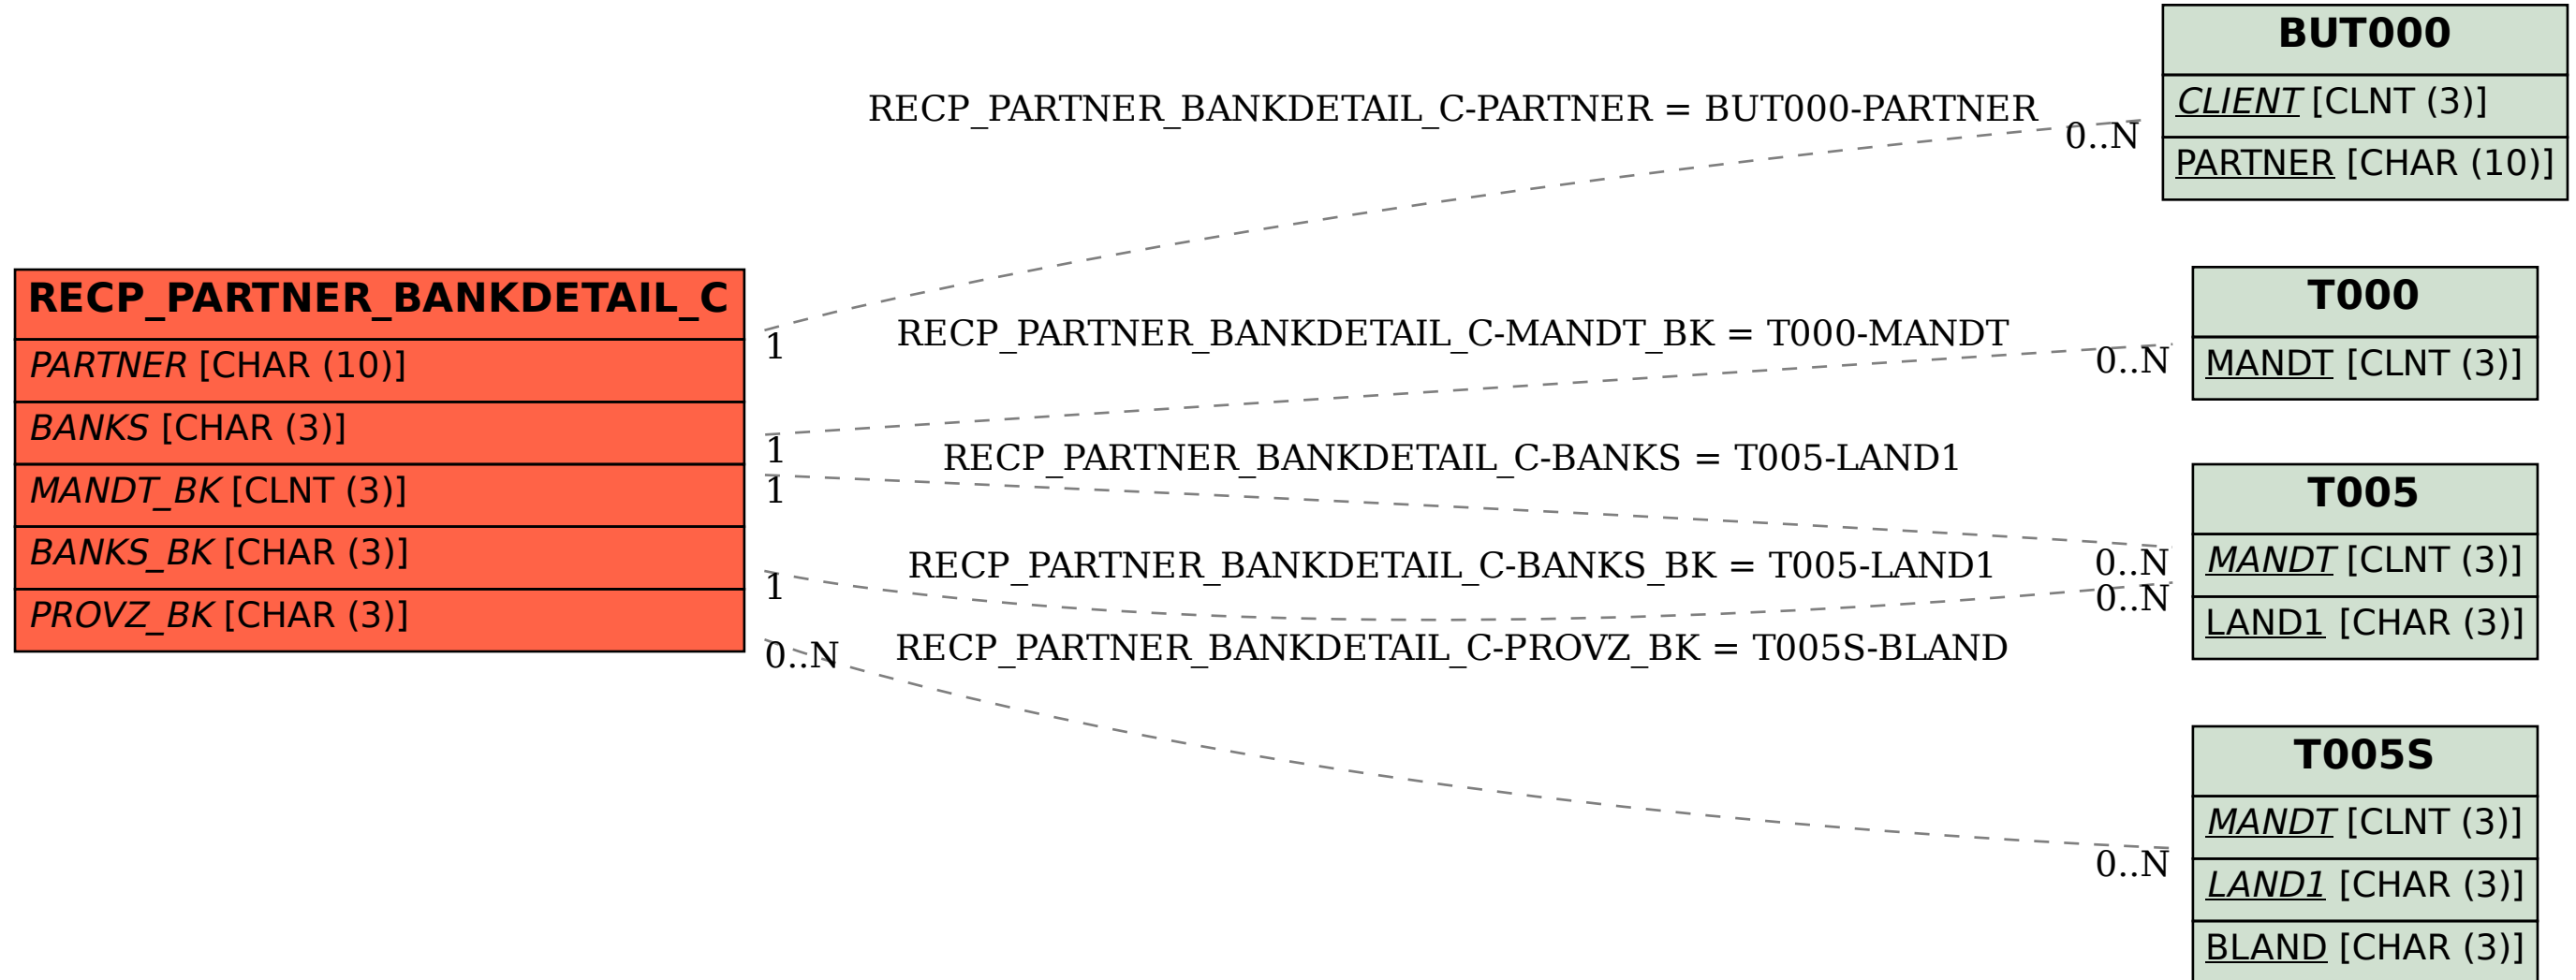 BUT000
CLIENT [CLNT (3)]
PARTNER [CHAR (10)]
RECP_PARTNER_BANKDETAIL_C-PARTNER = BUT000-PARTNER
0..N
1
RECP_PARTNER_BANKDETAIL_C
PARTNER [CHAR (10)]
BANKS [CHAR (3)]
MANDT_BK [CLNT (3)]
BANKS_BK [CHAR (3)]
PROVZ_BK [CHAR (3)]
T000
MANDT [CLNT (3)]
RECP_PARTNER_BANKDETAIL_C-MANDT_BK = T000-MANDT
0..N
1
RECP_PARTNER_BANKDETAIL_C-BANKS = T005-LAND1
1
0..N
T005
MANDT [CLNT (3)]
LAND1 [CHAR (3)]
RECP_PARTNER_BANKDETAIL_C-BANKS_BK = T005-LAND1
1
0..N
RECP_PARTNER_BANKDETAIL_C-PROVZ_BK = T005S-BLAND
0..N
0..N
T005S
MANDT [CLNT (3)]
LAND1 [CHAR (3)]
BLAND [CHAR (3)]